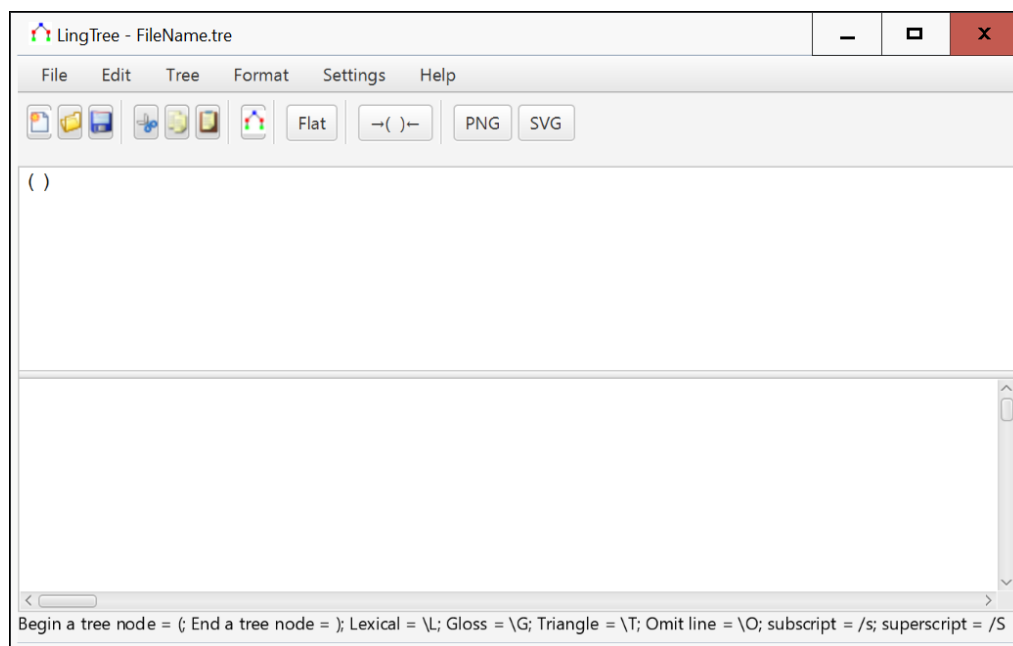 LingTree - FileName.tre
File Edit Tree Format Settings Help
Flat →( )← PNG SVG
( )
Begin a tree node = (; End a tree node = ); Lexical = \L; Gloss = \G; Triangle = \T; Omit line = \O; subscript = /s; superscript = /S